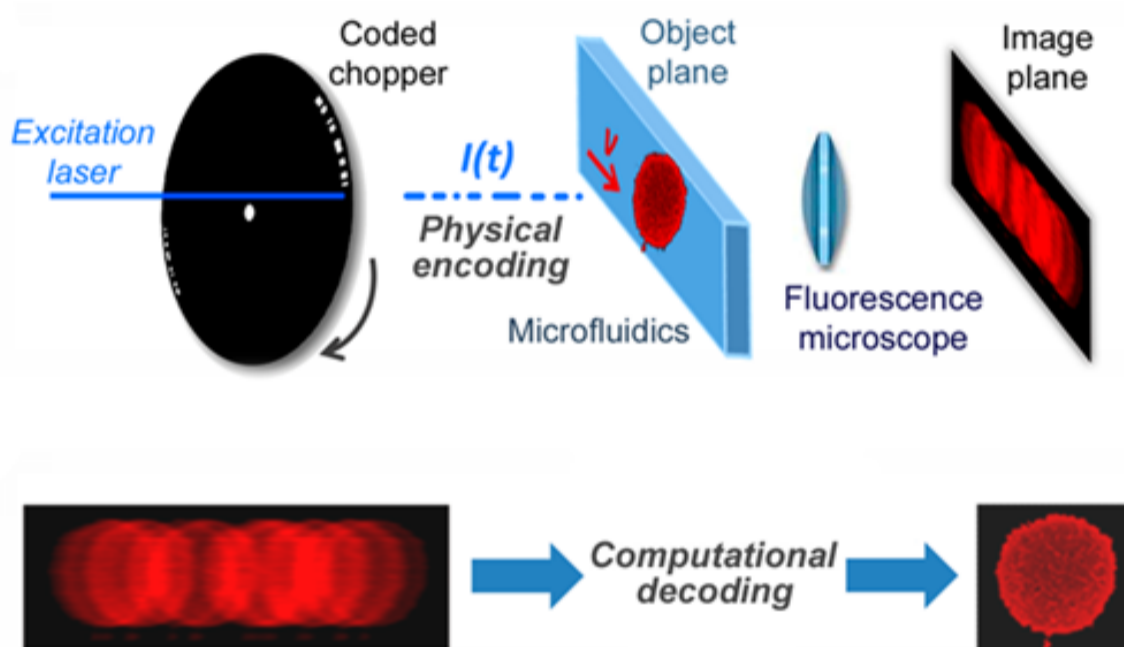 Coded
chopper
Object
plane
Image
plane
Excitation
laser
I(t)
v
Physical
encoding
Microfluidics
Fluorescence
microscope
Computational
decoding